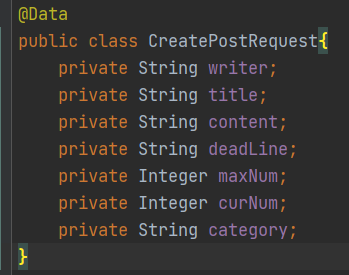 @Data
public class CreatePostRequest{
    private String writer;
    private String title;
    private String content;
    private String deadLine;
    private Integer maxNum;
    private Integer curNum;
    private String category;
}